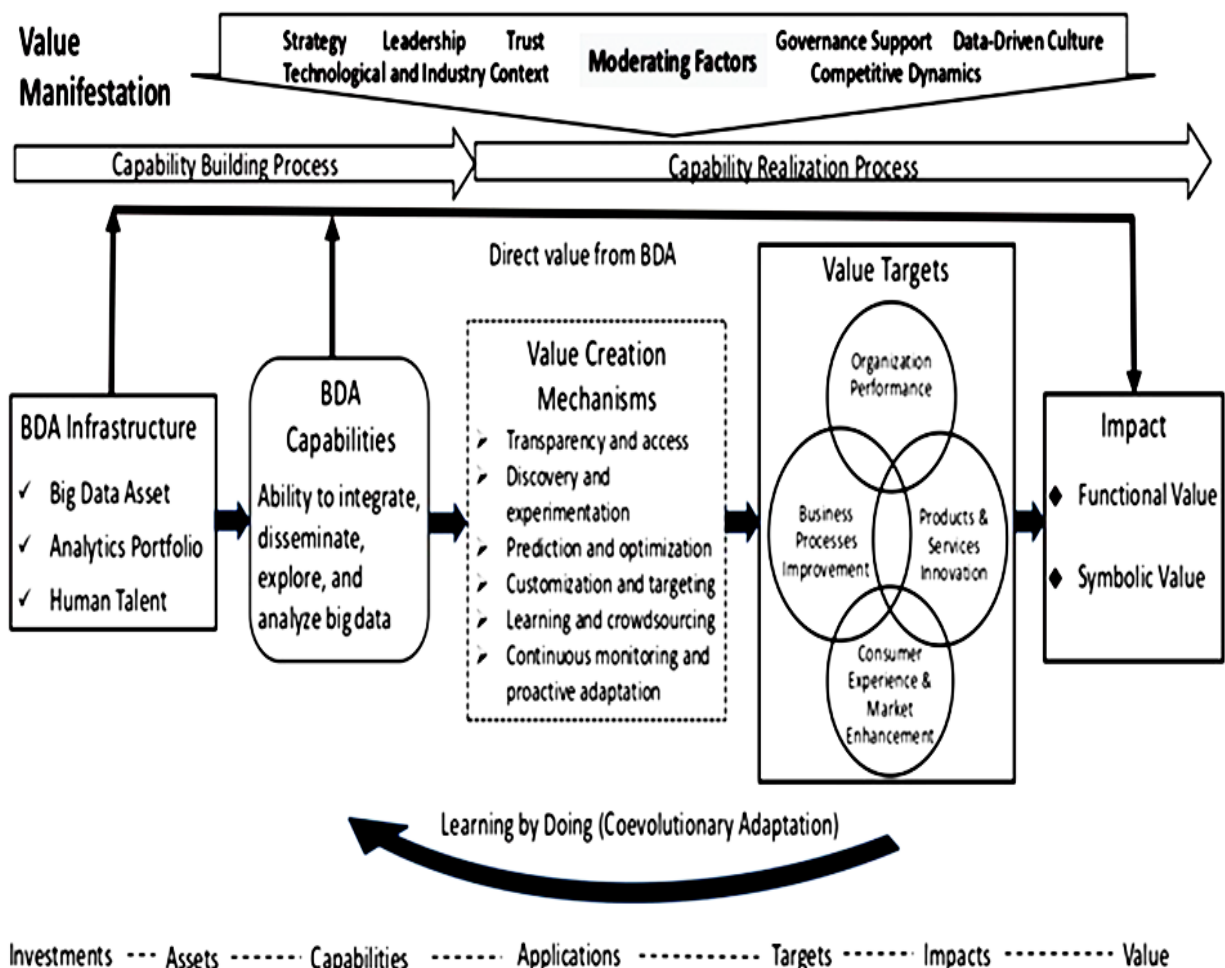 Value
Manifestation
Strategy Leadership Trust
Technological and Industry Context
Moderating Factors
Governance Support Data-Driven Culture
Competitive Dynamics
Capability Building Process
Capability Realization Process
Direct value from BDA
BDA Infrastructure
✓ Big Data Asset
✓ Analytics Portfolio
✓ Human Talent
BDA
Capabilities
Ability to integrate,
disseminate,
explore, and
analyze big data
Value Creation
Mechanisms
➢ Transparency and access
➢ Discovery and
experimentation
➢ Prediction and optimization
➢ Customization and targeting
➢ Learning and crowdsourcing
➢ Continuous monitoring and
proactive adaptation
Value Targets
Organization
Performance
Business
Processes
Improvement
Products &
Services
Innovation
Consumer
Experience &
Market
Enhancement
Impact
◆ Functional Value
◆ Symbolic Value
Learning by Doing (Coevolutionary Adaptation)
Investments --- Assets ------- Capabilities -------- Applications --------- Targets ------- Impacts ---------- Value